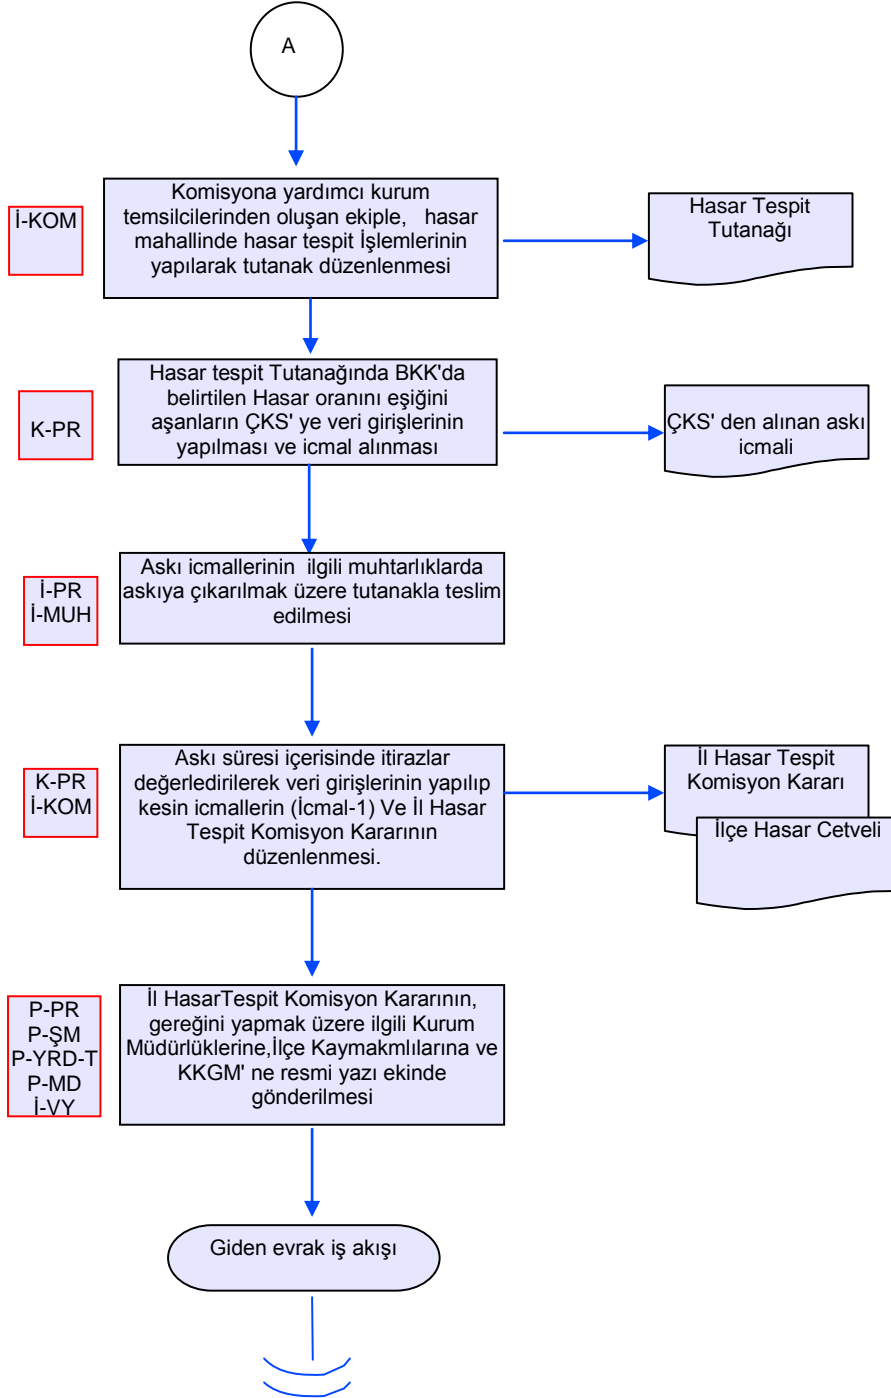 A
İ-KOM
Komisyona yardımcı kurum
temsilcilerinden oluşan ekiple, hasar
mahallinde hasar tespit İşlemlerinin
yapılarak tutanak düzenlenmesi
Hasar Tespit
Tutanağı
K-PR
Hasar tespit Tutanağında BKK'da
belirtilen Hasar oranını eşiğini
aşanların ÇKS' ye veri girişlerinin
yapılması ve icmal alınması
ÇKS' den alınan askı
icmali
İ-PR
İ-MUH
Askı icmallerinin ilgili muhtarlıklarda
askıya çıkarılmak üzere tutanakla teslim
edilmesi
K-PR
İ-KOM
Askı süresi içerisinde itirazlar
değerledirilerek veri girişlerinin yapılıp
kesin icmallerin (İcmal-1) Ve İl Hasar
Tespit Komisyon Kararının
düzenlenmesi.
İl Hasar Tespit
Komisyon Kararı
İlçe Hasar Cetveli
P-PR
P-ŞM
P-YRD-T
P-MD
İ-VY
İl HasarTespit Komisyon Kararının,
gereğini yapmak üzere ilgili Kurum
Müdürlüklerine,İlçe Kaymakmlılarına ve
KKGM' ne resmi yazı ekinde
gönderilmesi
Giden evrak iş akışı